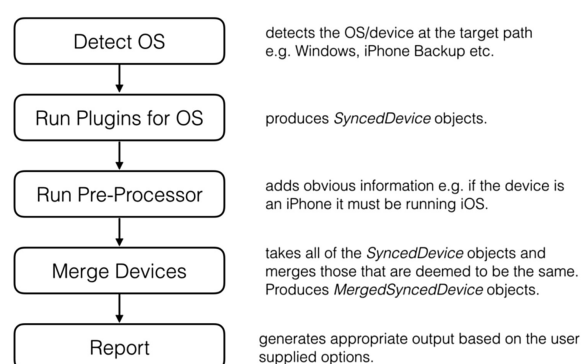 Detect OS
detects the OS/device at the target path
e.g. Windows, iPhone Backup etc.
Run Plugins for OS
produces SyncedDevice objects.
Run Pre-Processor
adds obvious information e.g. if the device is
an iPhone it must be running iOS.
Merge Devices
takes all of the SyncedDevice objects and
merges those that are deemed to be the same.
Produces MergedSyncedDevice objects.
Report
generates appropriate output based on the user
supplied options.